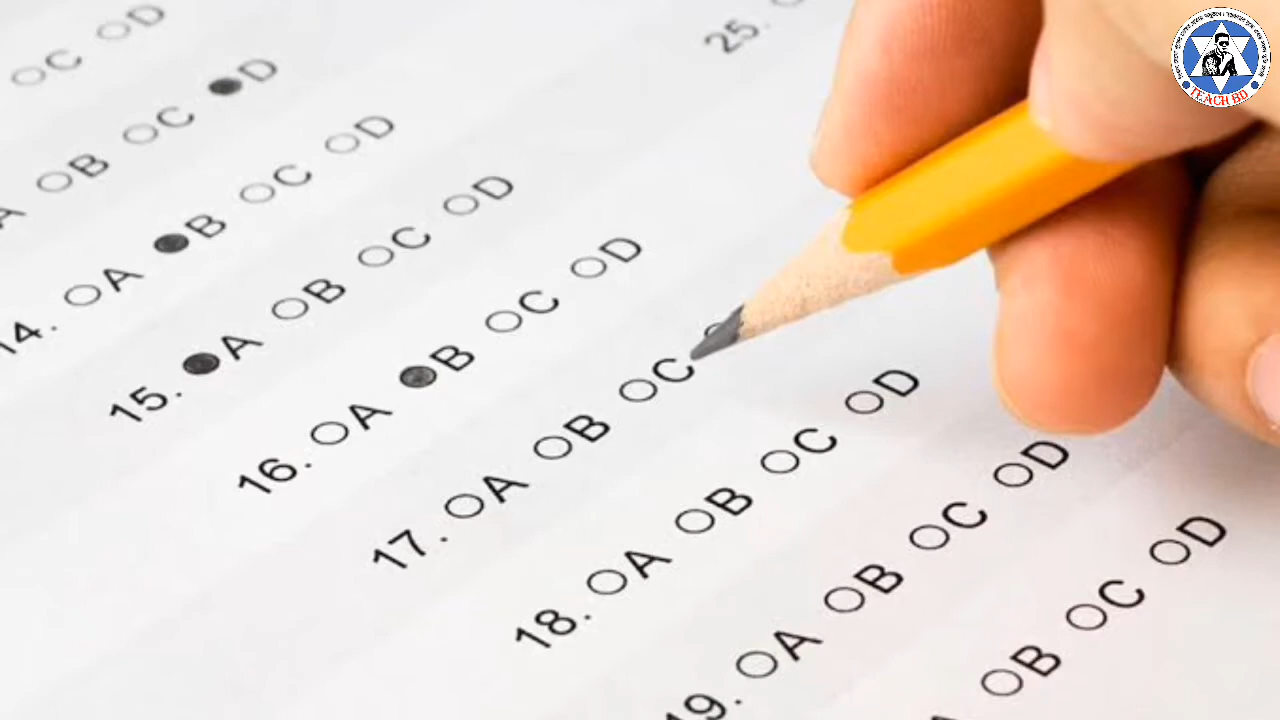 C D
A B C D
14. A B C D
15. A B C D
16. A B C D
17. A B C
18. A B C D
19. A B C D
B C D
25.
TEACH BD